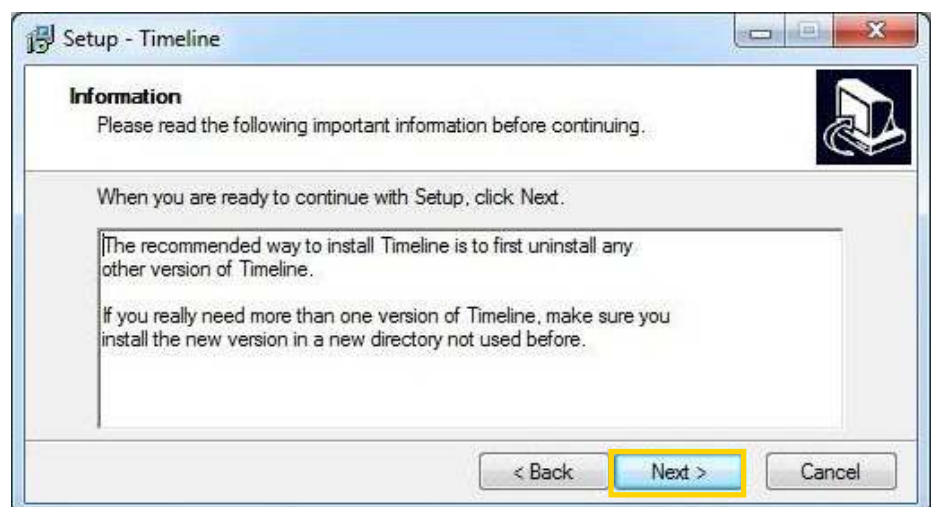 Setup - Timeline
Information
Please read the following important information before continuing.
When you are ready to continue with Setup, click Next.
The recommended way to install Timeline is to first uninstall any
other version of Timeline.
If you really need more than one version of Timeline, make sure you
install the new version in a new directory not used before.
< Back Next > Cancel